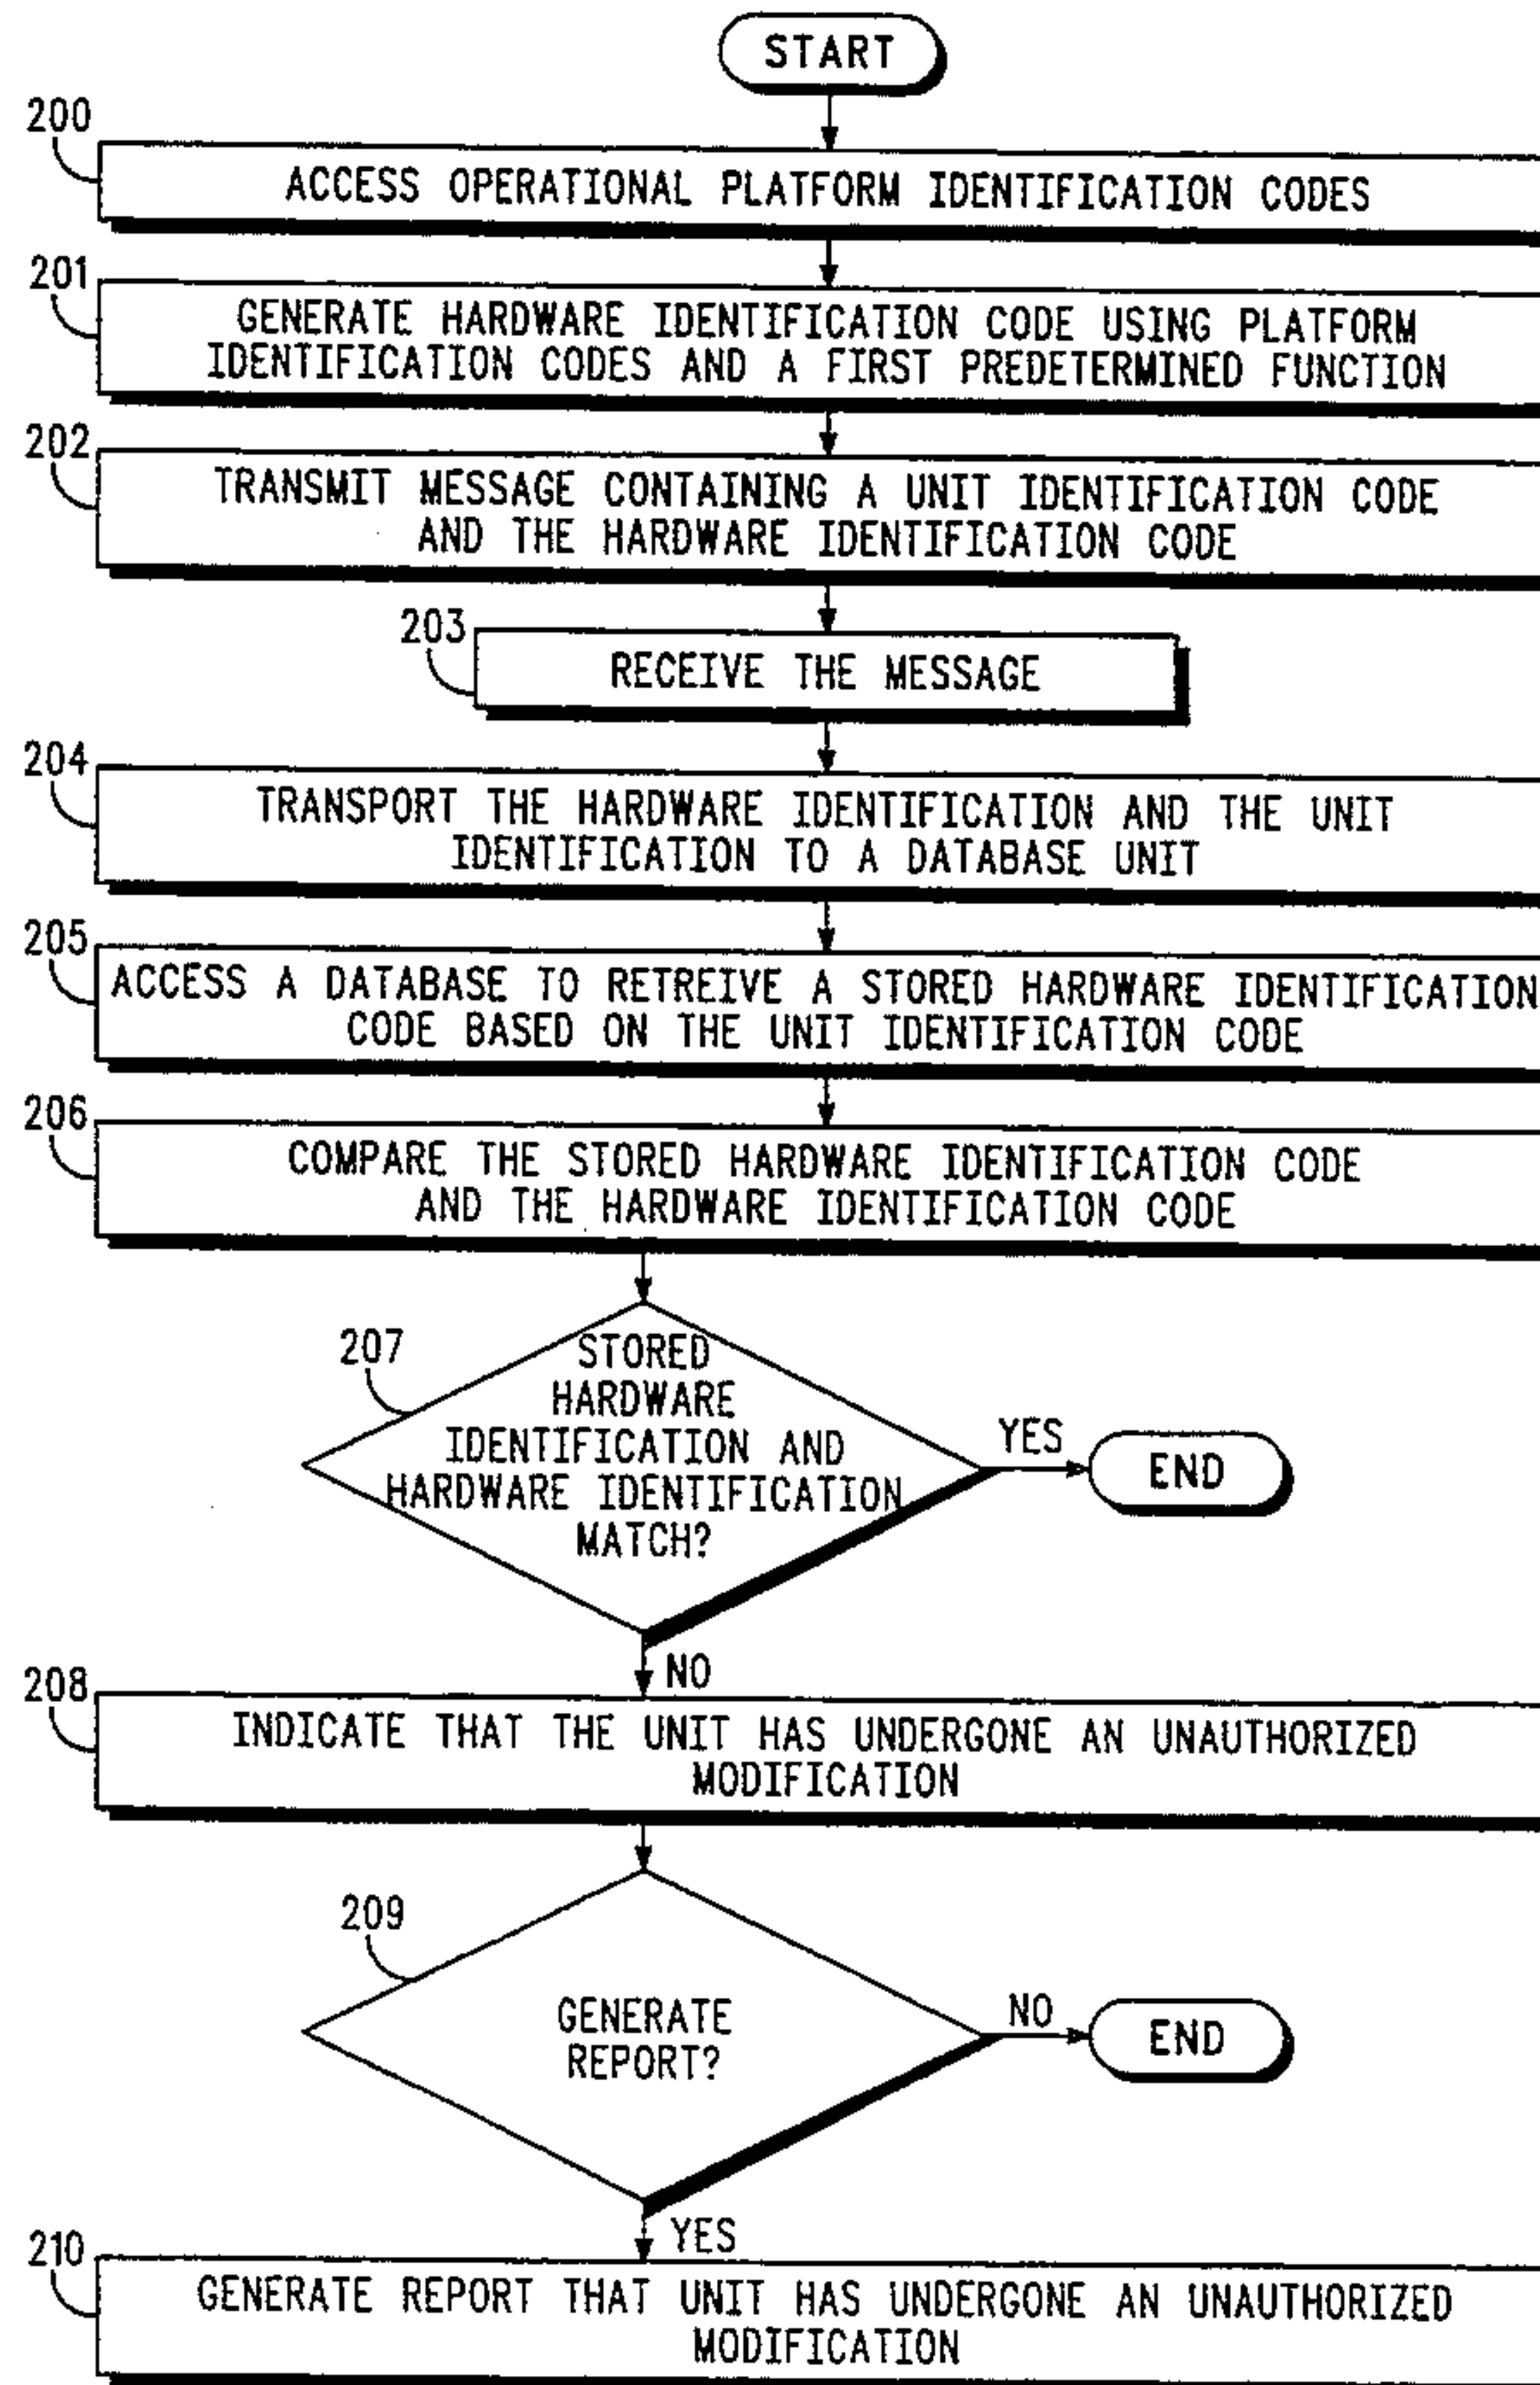 START
200
ACCESS OPERATIONAL PLATFORM IDENTIFICATION CODES
201
GENERATE HARDWARE IDENTIFICATION CODE USING PLATFORM
IDENTIFICATION CODES AND A FIRST PREDETERMINED FUNCTION
202
TRANSMIT MESSAGE CONTAINING A UNIT IDENTIFICATION CODE
AND THE HARDWARE IDENTIFICATION CODE
203
RECEIVE THE MESSAGE
204
TRANSPORT THE HARDWARE IDENTIFICATION AND THE UNIT
IDENTIFICATION TO A DATABASE UNIT
205
ACCESS A DATABASE TO RETREIVE A STORED HARDWARE IDENTIFICATION
CODE BASED ON THE UNIT IDENTIFICATION CODE
206
COMPARE THE STORED HARDWARE IDENTIFICATION CODE
AND THE HARDWARE IDENTIFICATION CODE
207
STORED
HARDWARE
IDENTIFICATION AND
HARDWARE IDENTIFICATION
MATCH?
YES
END
NO
208
INDICATE THAT THE UNIT HAS UNDERGONE AN UNAUTHORIZED
MODIFICATION
209
GENERATE
REPORT?
NO
END
YES
210
GENERATE REPORT THAT UNIT HAS UNDERGONE AN UNAUTHORIZED
MODIFICATION